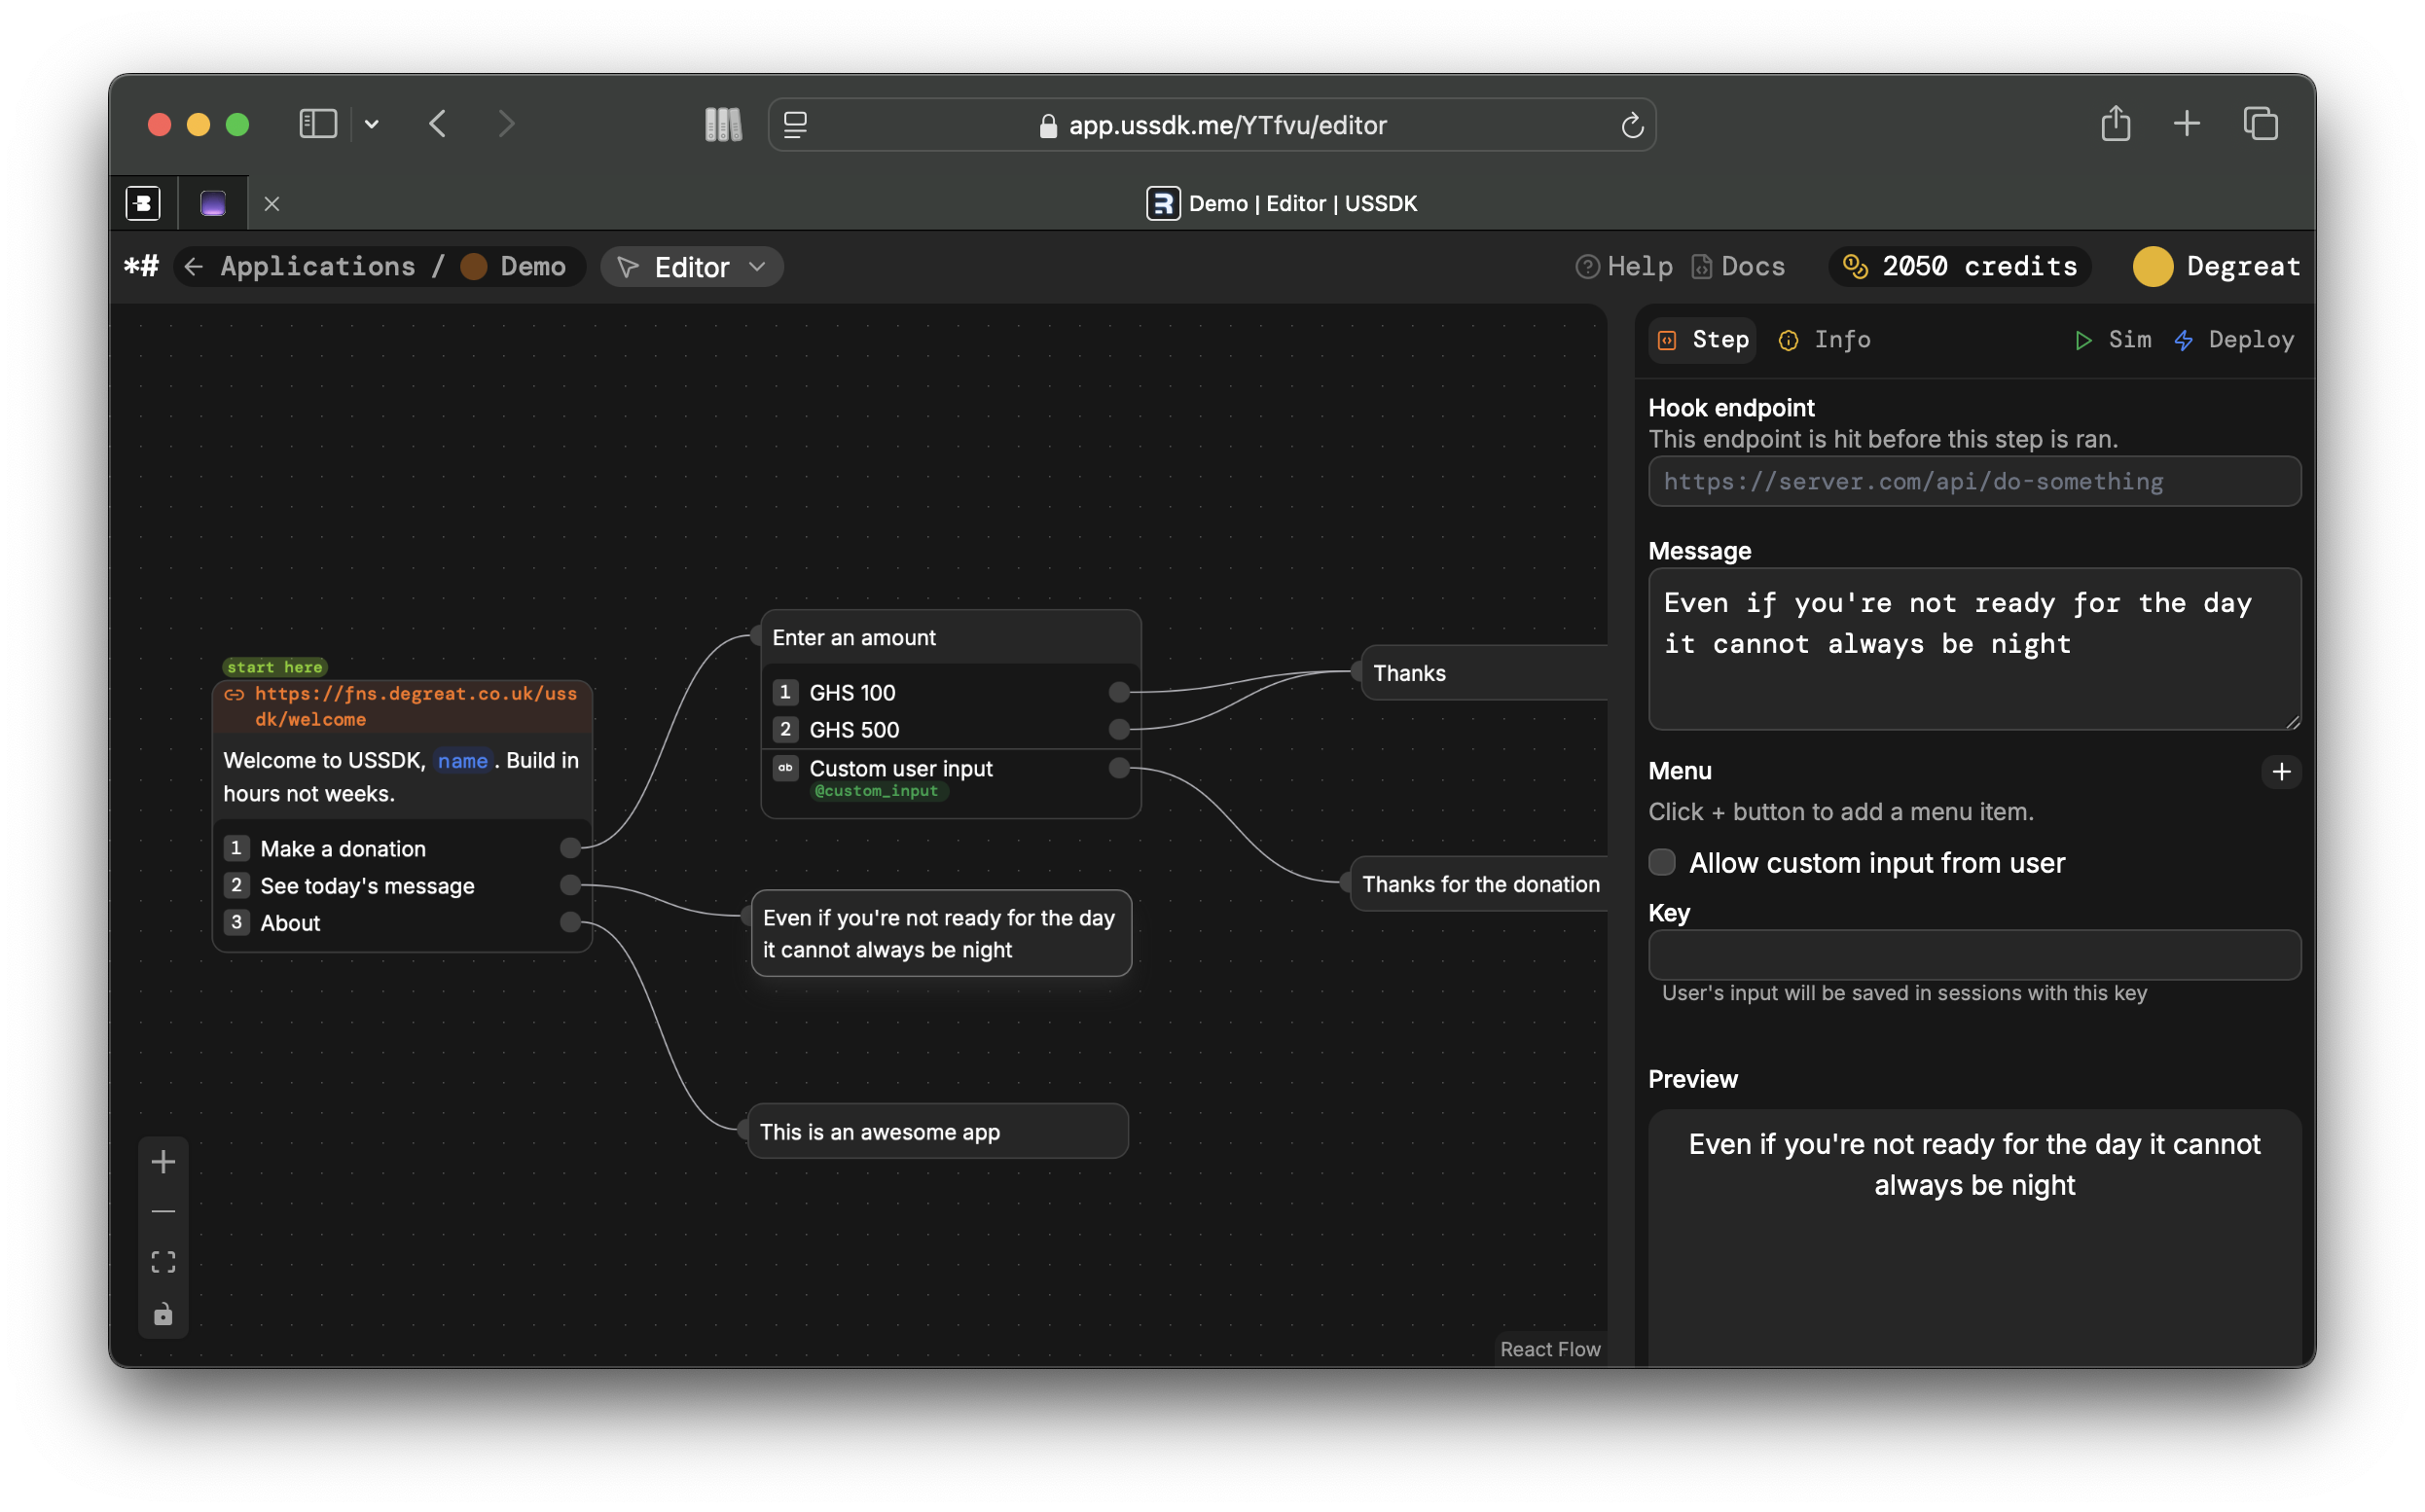 app.ussdk.me/YTfvu/editor
Demo | Editor | USSDK
*# ← Applications / Demo Editor
Help Docs 2050 credits Degreat
start here
https://fns.degreat.co.uk/uss
dk/welcome
Welcome to USSDK, name . Build in
hours not weeks.
1 Make a donation
2 See today's message
3 About
Enter an amount
1 GHS 100
2 GHS 500
ab Custom user input
@custom_input
Even if you're not ready for the day
it cannot always be night
This is an awesome app
Thanks
Thanks for the donation
React Flow
Step Info Sim Deploy
Hook endpoint
This endpoint is hit before this step is ran.
https://server.com/api/do-something
Message
Even if you're not ready for the day
it cannot always be night
Menu +
Click + button to add a menu item.
Allow custom input from user
Key
User's input will be saved in sessions with this key
Preview
Even if you're not ready for the day it cannot
always be night